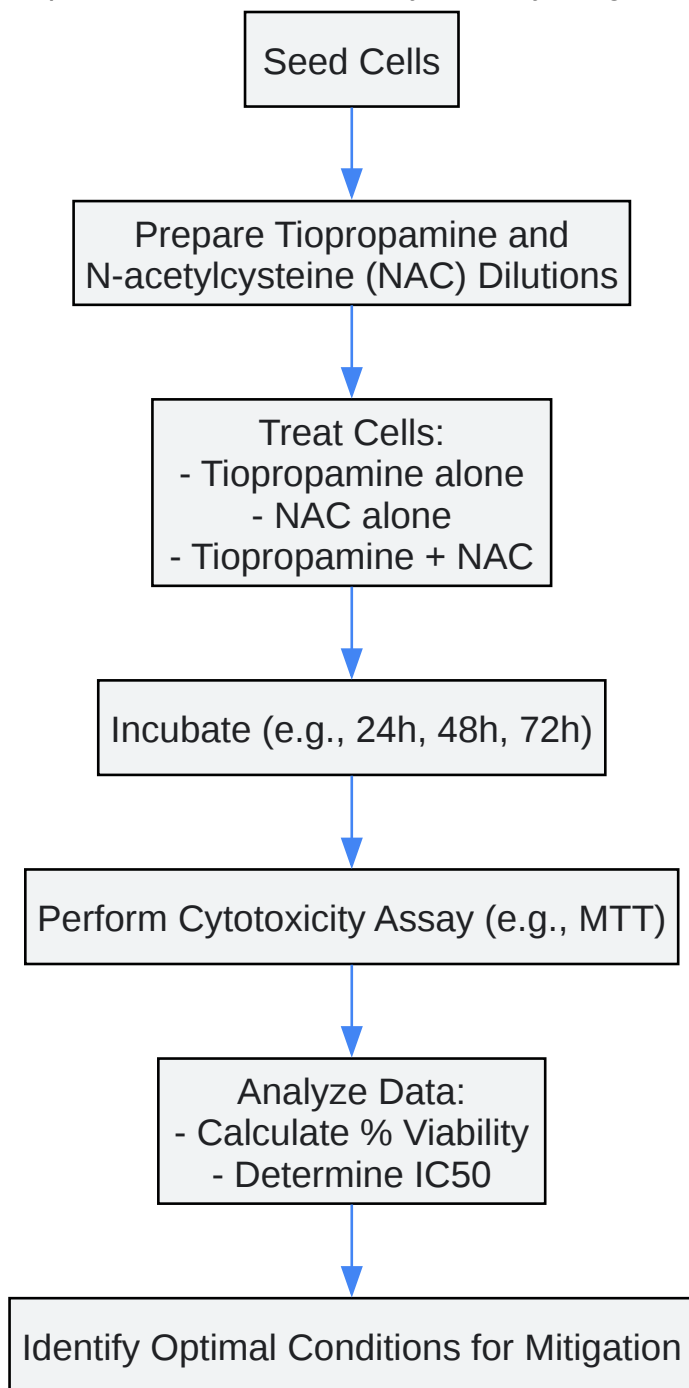 Seed Cells
Prepare Tiopropamine and
N-acetylcysteine (NAC) Dilutions
Treat Cells:
- Tiopropamine alone
- NAC alone
- Tiopropamine + NAC
Incubate (e.g., 24h, 48h, 72h)
Perform Cytotoxicity Assay (e.g., MTT)
Analyze Data:
- Calculate % Viability
- Determine IC50
Identify Optimal Conditions for Mitigation